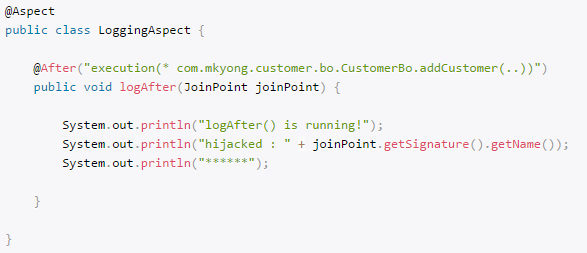 @Aspect
public class LoggingAspect {
@After("execution(* com.mkyong.customer.bo.CustomerBo.addCustomer(..))")
public void logAfter(JoinPoint joinPoint) {
System.out.println("logAfter() is running!");
System.out.println("hijacked : " + joinPoint.getSignature().getName());
System.out.println("******");
}
}